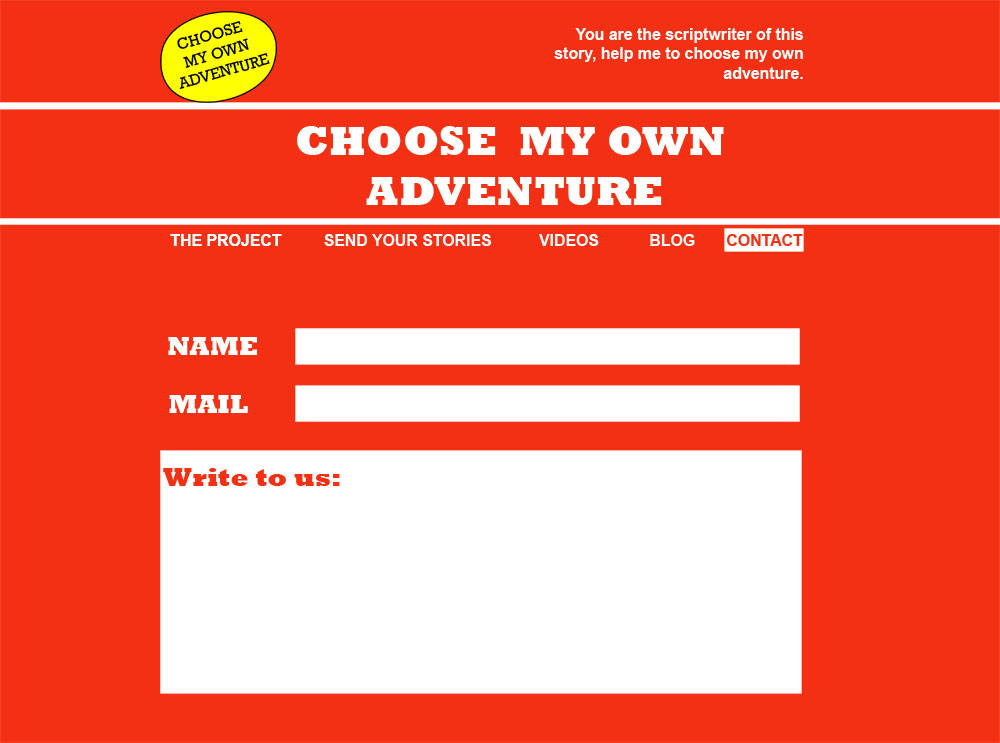 CHOOSE
MY OWN
ADVENTURE
You are the scriptwriter of this
story, help me to choose my own
adventure.
CHOOSE MY OWN
ADVENTURE
THE PROJECT SEND YOUR STORIES VIDEOS BLOG CONTACT
NAME
MAIL
Write to us: